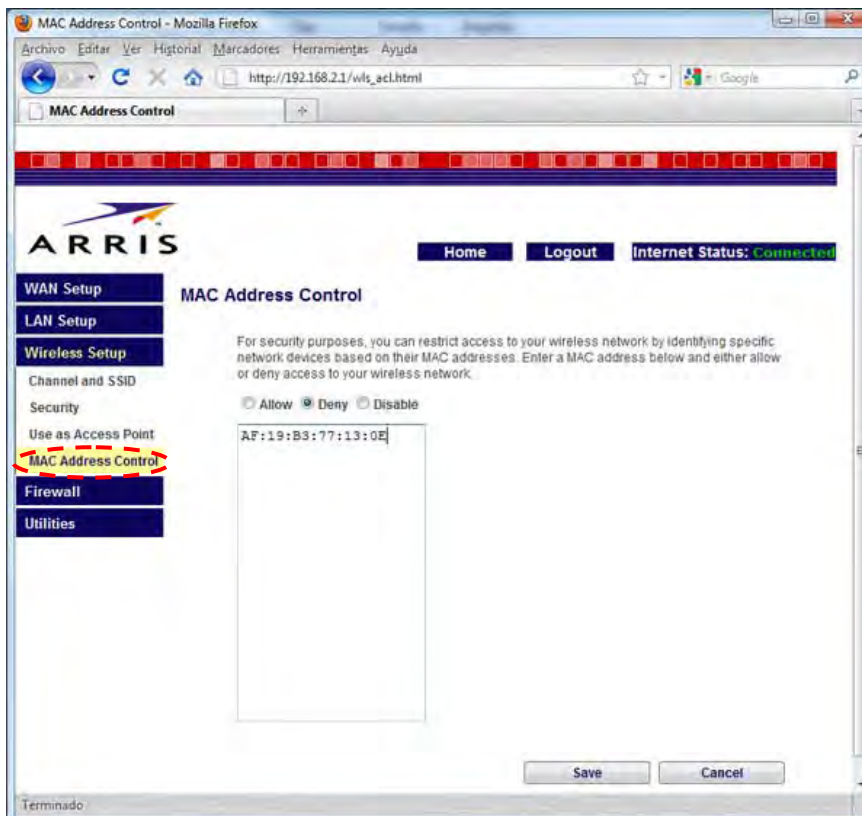 MAC Address Control - Mozilla Firefox
Archivo Editar Ver Historial Marcadores Herramientas Ayuda
http://192.168.2.1/wls_acl.html
Google
MAC Address Control
ARRIS
Home Logout Internet Status: Connected
WAN Setup
LAN Setup
Wireless Setup
Channel and SSID
Security
Use as Access Point
MAC Address Control
Firewall
Utilities
MAC Address Control
For security purposes, you can restrict access to your wireless network by identifying specific
network devices based on their MAC addresses. Enter a MAC address below and either allow
or deny access to your wireless network.
Allow Deny Disable
AF:19:B3:77:13:0E
Save Cancel
Terminado